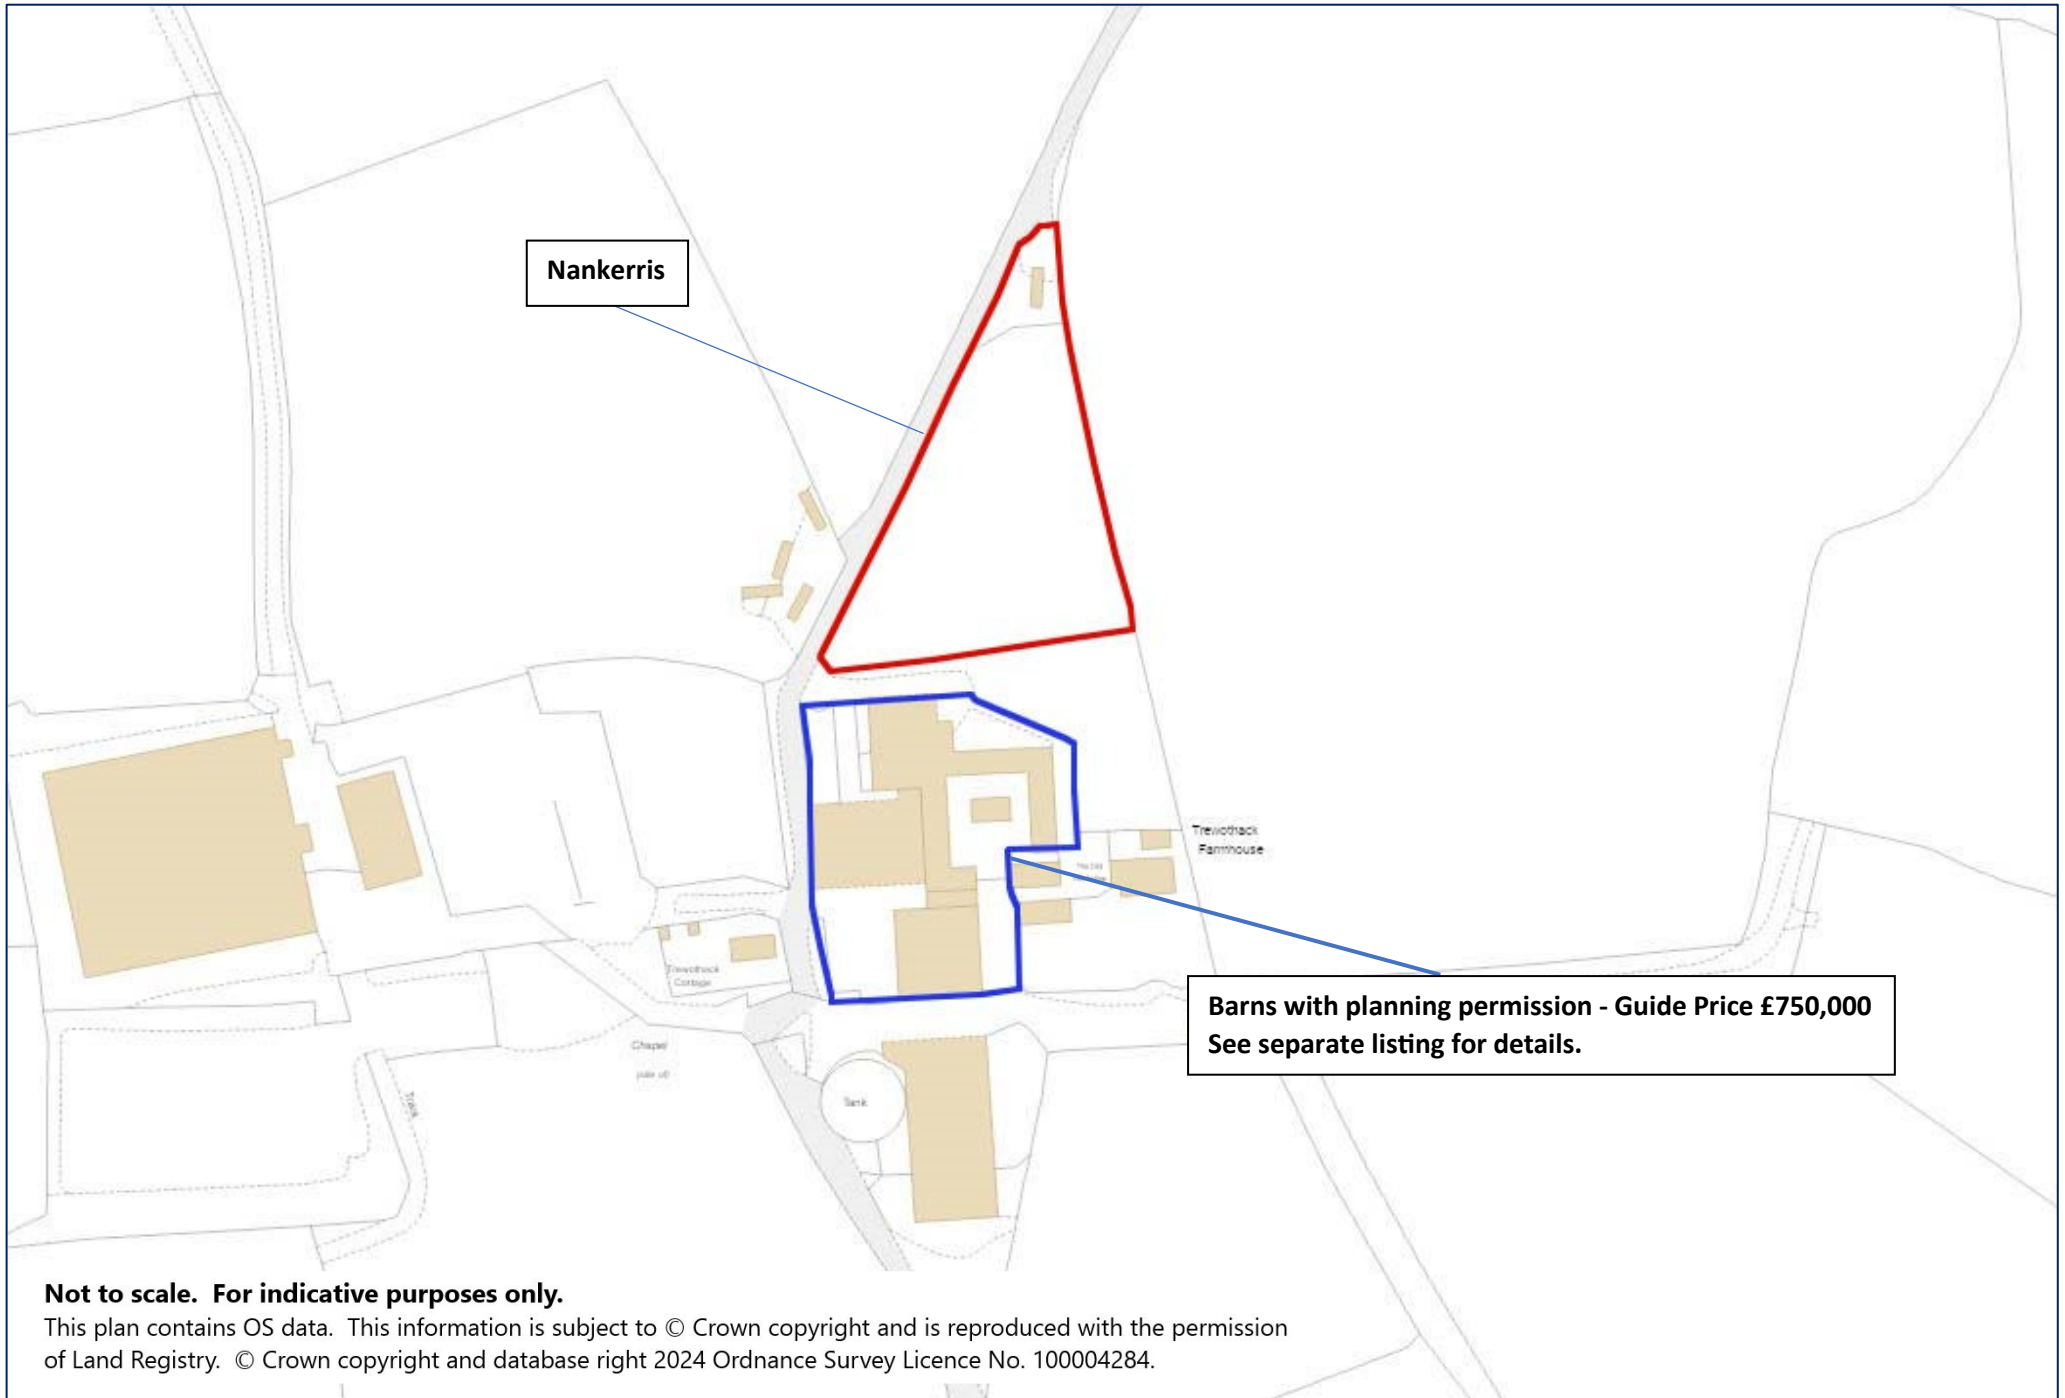 Nankerris
Trewothack
Farmhouse
Trewothack
Cottage
Barns with planning permission - Guide Price £750,000
See separate listing for details.
Chapel
(site of)
Track
Tank
Not to scale. For indicative purposes only.
This plan contains OS data. This information is subject to © Crown copyright and is reproduced with the permission
of Land Registry. © Crown copyright and database right 2024 Ordnance Survey Licence No. 100004284.